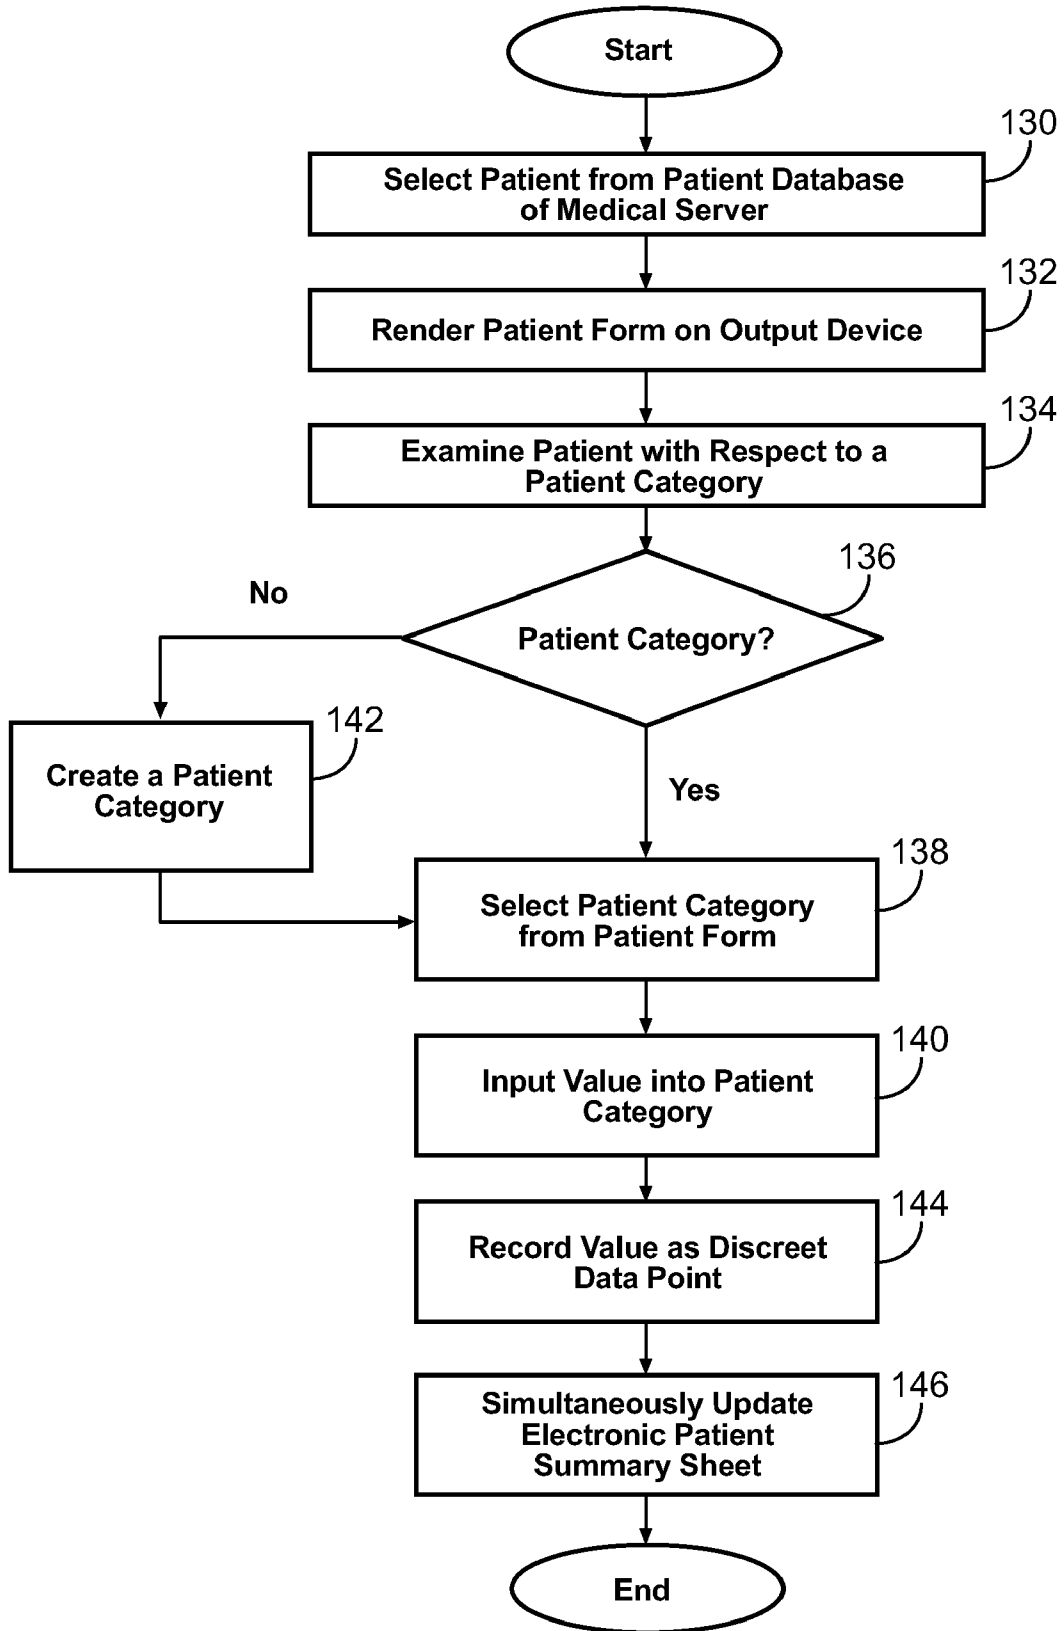 Start
130
Select Patient from Patient Database
of Medical Server
132
Render Patient Form on Output Device
134
Examine Patient with Respect to a
Patient Category
136
No
Patient Category?
142
Create a Patient
Category
Yes
138
Select Patient Category
from Patient Form
140
Input Value into Patient
Category
144
Record Value as Discreet
Data Point
146
Simultaneously Update
Electronic Patient
Summary Sheet
End